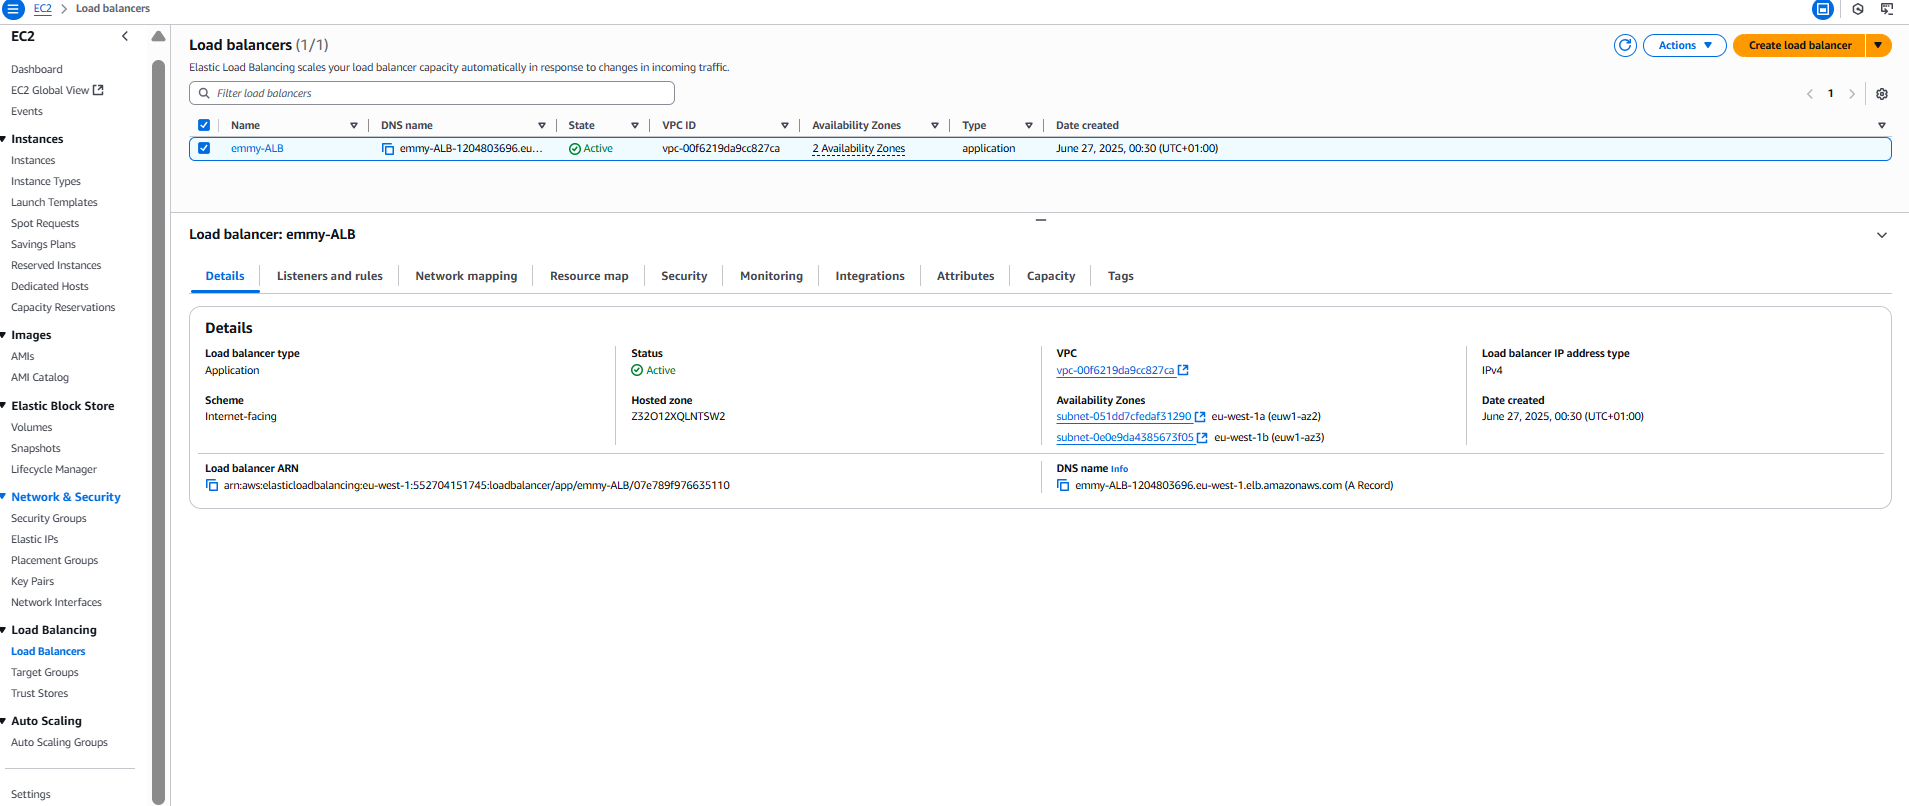 EC2 > Load balancers
EC2
Dashboard
EC2 Global View
Events
Instances
Instances
Instance Types
Launch Templates
Spot Requests
Savings Plans
Reserved Instances
Dedicated Hosts
Capacity Reservations
Images
AMIs
AMI Catalog
Elastic Block Store
Volumes
Snapshots
Lifecycle Manager
Network & Security
Security Groups
Elastic IPs
Placement Groups
Key Pairs
Network Interfaces
Load Balancing
Load Balancers
Target Groups
Trust Stores
Auto Scaling
Auto Scaling Groups
Settings
Load balancers (1/1)
Actions
Create load balancer
Elastic Load Balancing scales your load balancer capacity automatically in response to changes in incoming traffic.
Filter load balancers
1
Name DNS name State VPC ID Availability Zones Type Date created
emmy-ALB emmy-ALB-1204803696.eu... Active vpc-00f6219da9cc827ca 2 Availability Zones application June 27, 2025, 00:30 (UTC+01:00)
Load balancer: emmy-ALB
Details Listeners and rules Network mapping Resource map Security Monitoring Integrations Attributes Capacity Tags
Details
Load balancer type
Application
Scheme
Internet-facing
Status
Active
Hosted zone
Z32O12XQLNTSW2
VPC
vpc-00f6219da9cc827ca
Availability Zones
subnet-051dd7cfedaf31290 eu-west-1a (euw1-az2)
subnet-0e0e9da4385673f05 eu-west-1b (euw1-az3)
Load balancer IP address type
IPv4
Date created
June 27, 2025, 00:30 (UTC+01:00)
Load balancer ARN
arn:aws:elasticloadbalancing:eu-west-1:552704151745:loadbalancer/app/emmy-ALB/07e789f976635110
DNS name Info
emmy-ALB-1204803696.eu-west-1.elb.amazonaws.com (A Record)